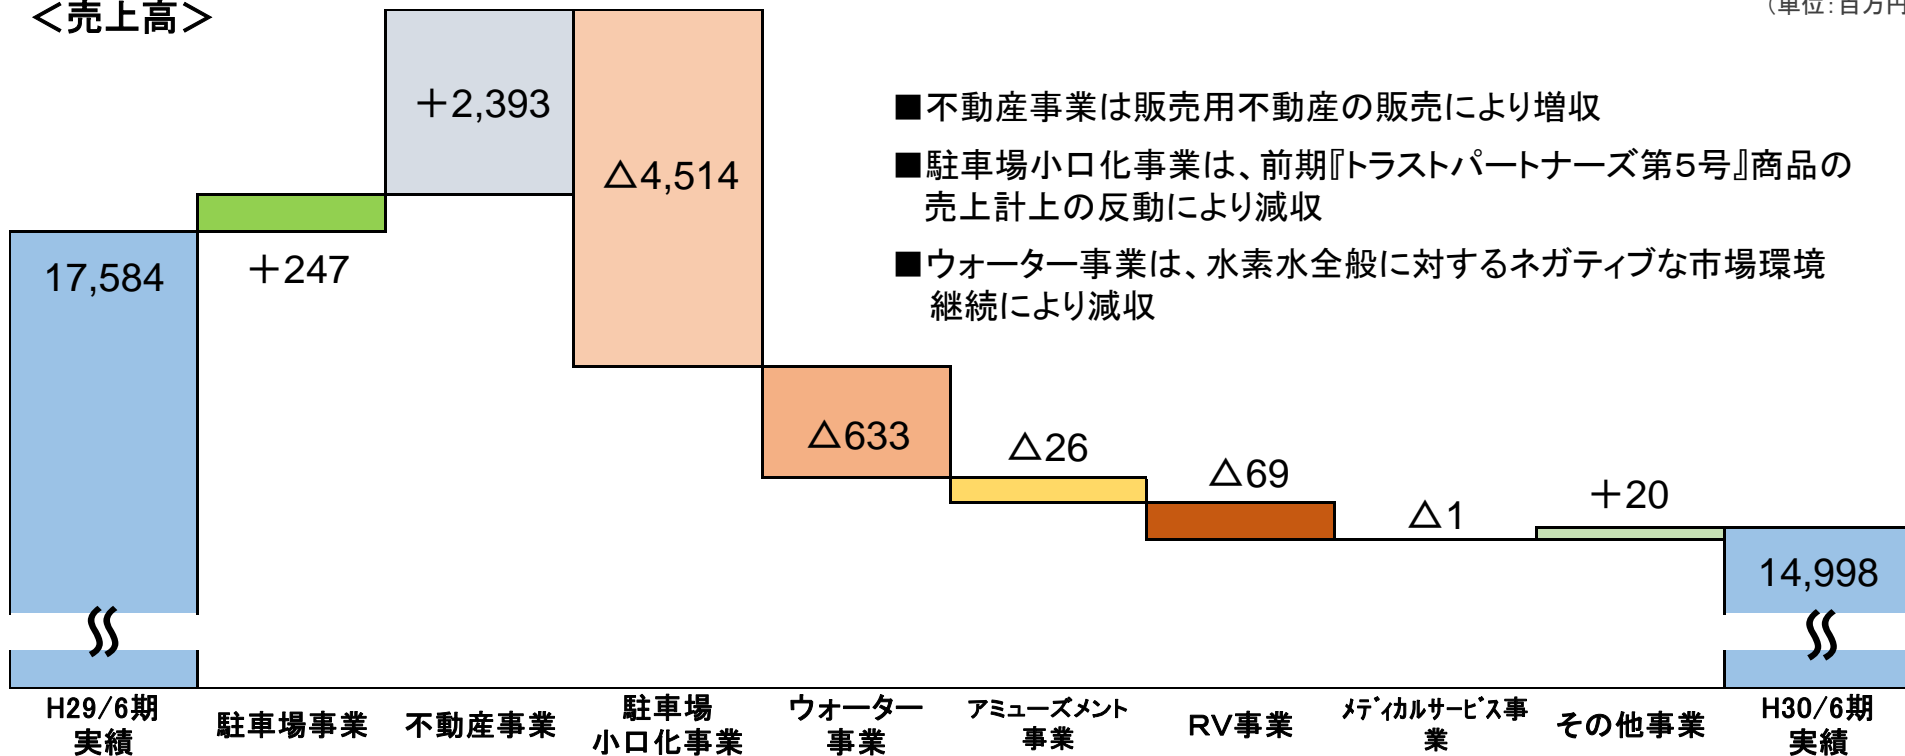 ＜売上高＞
（単位：百万円
＋2,393
△4,514
■不動産事業は販売用不動産の販売により増収
■駐車場小口化事業は、前期『トラストパートナーズ第5号』商品の
売上計上の反動により減収
■ウォーター事業は、水素水全般に対するネガティブな市場環境
継続により減収
17,584
＋247
△633
△26
△69
△1
＋20
14,998
H29/6期
実績
駐車場事業
不動産事業
駐車場
小口化事業
ウォーター
事業
アミューズメント
事業
RV事業
ﾒﾃﾞｨカルサービス事
業
その他事業
H30/6期
実績